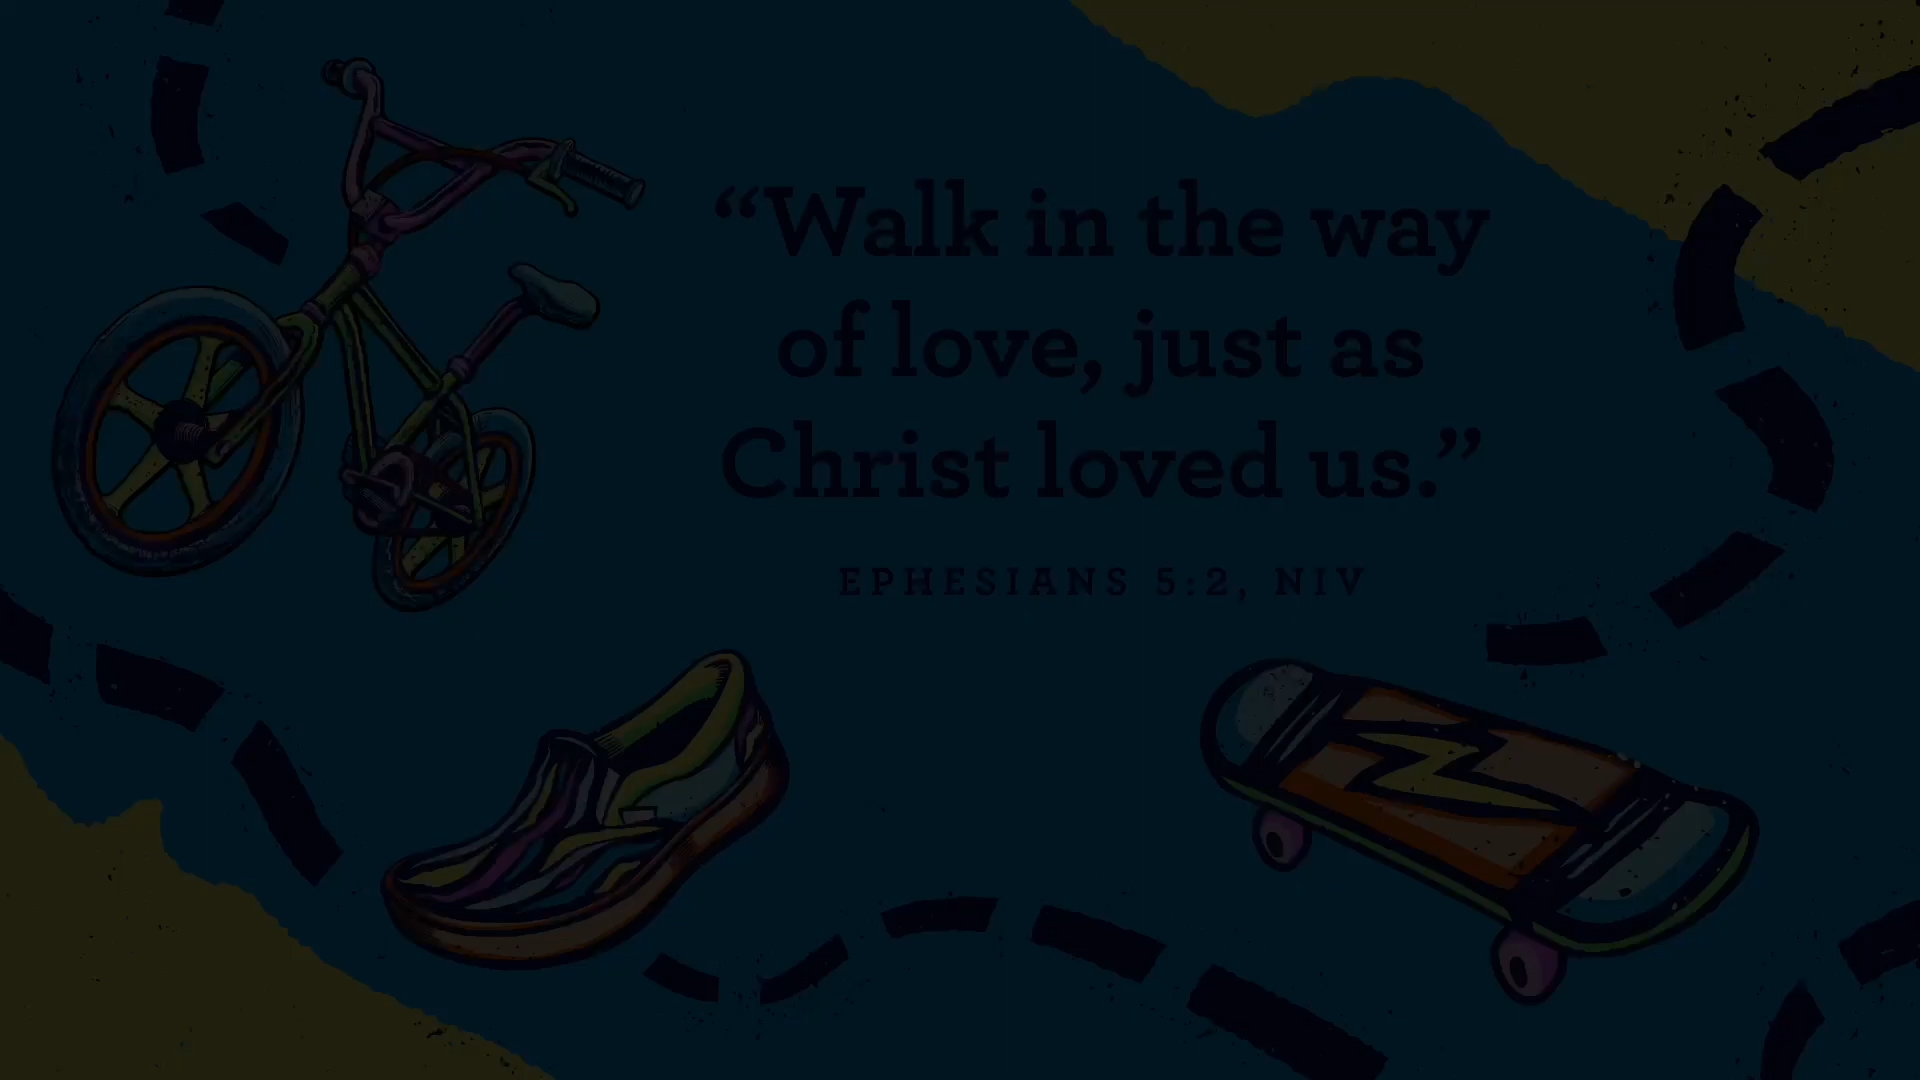 “Walk in the way
of love, just as
Christ loved us.”
EPHESIANS 5:2, NIV